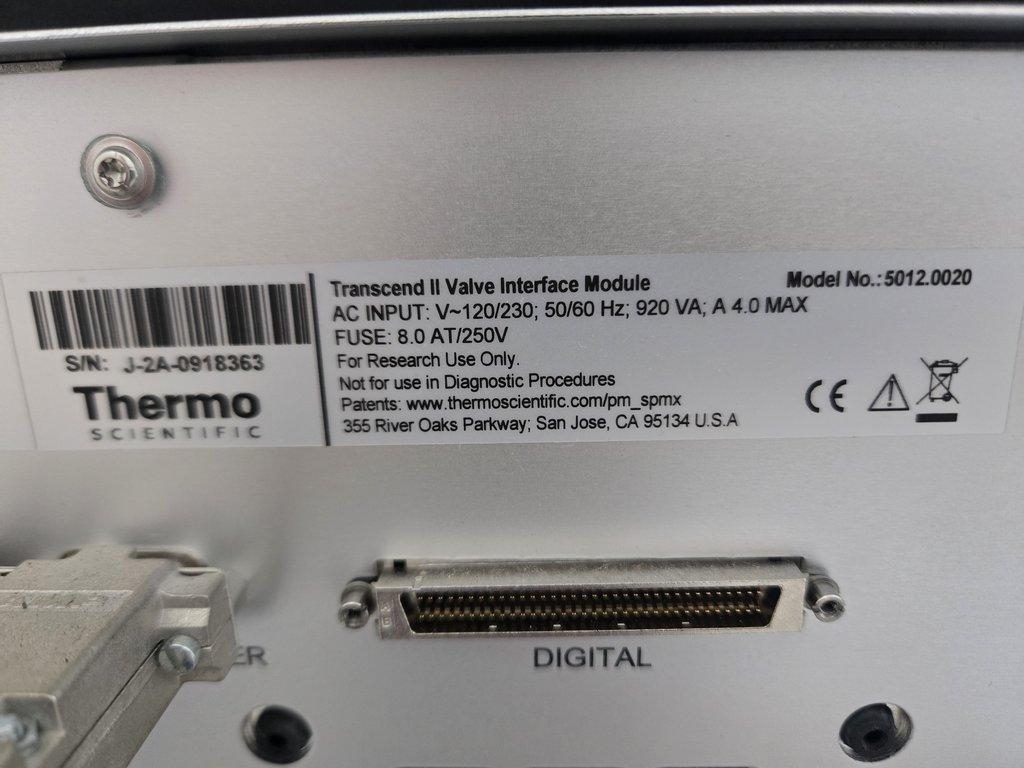 Transcend II Valve Interface Module Model No.:5012.0020
AC INPUT: V~120/230; 50/60 Hz; 920 VA; A 4.0 MAX
FUSE: 8.0 AT/250V
For Research Use Only.
Not for use in Diagnostic Procedures
Patents: www.thermoscientific.com/pm_spmx
355 River Oaks Parkway; San Jose, CA 95134 U.S.A
S/N: J-2A-0918363
Thermo
SCIENTIFIC
CE
ER
DIGITAL